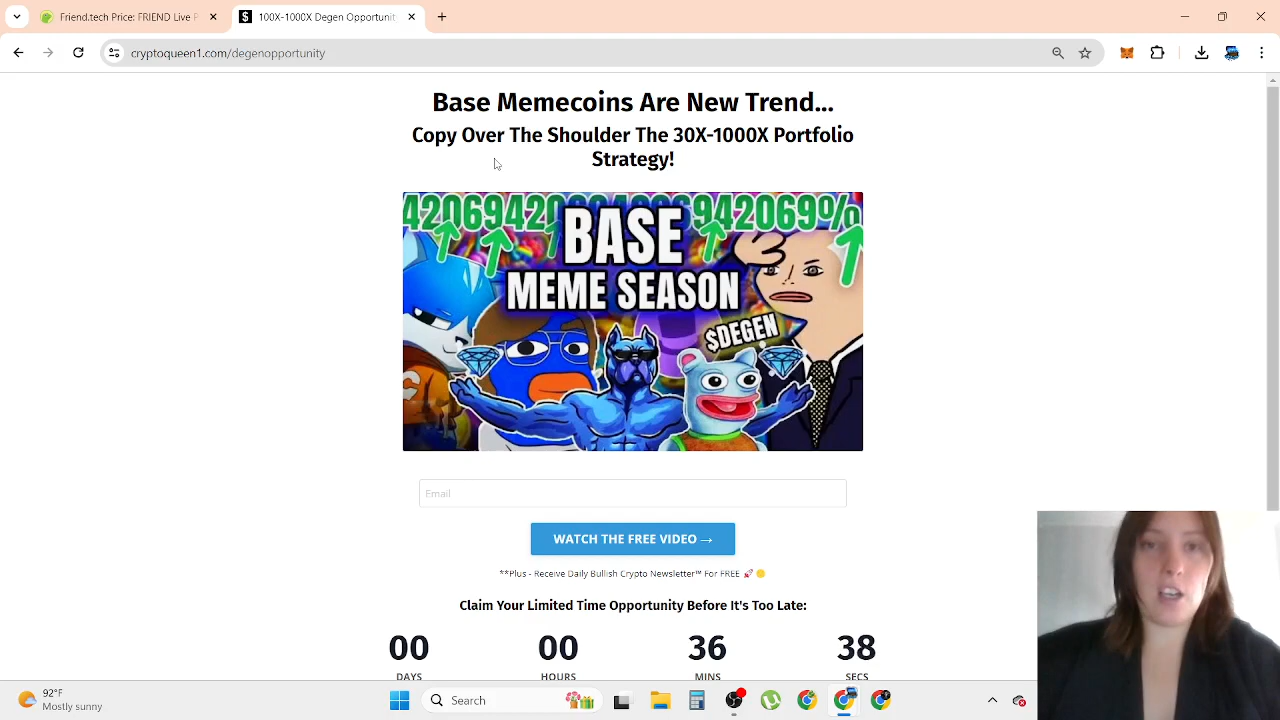 Friend.tech Price: FRIEND Live P
100X-1000X Degen Opportunit
cryptoqueen1.com/degenopportunity
Base Memecoins Are New Trend...
Copy Over The Shoulder The 30X-1000X Portfolio
Strategy!
BASE
MEME SEASON
$DEGEN
Email
WATCH THE FREE VIDEO →
**Plus - Receive Daily Bullish Crypto Newsletter™ For FREE 🚀 🟡
Claim Your Limited Time Opportunity Before It's Too Late:
00 00 36 38
DAYS HOURS MINS SECS
92°F
Mostly sunny
Search